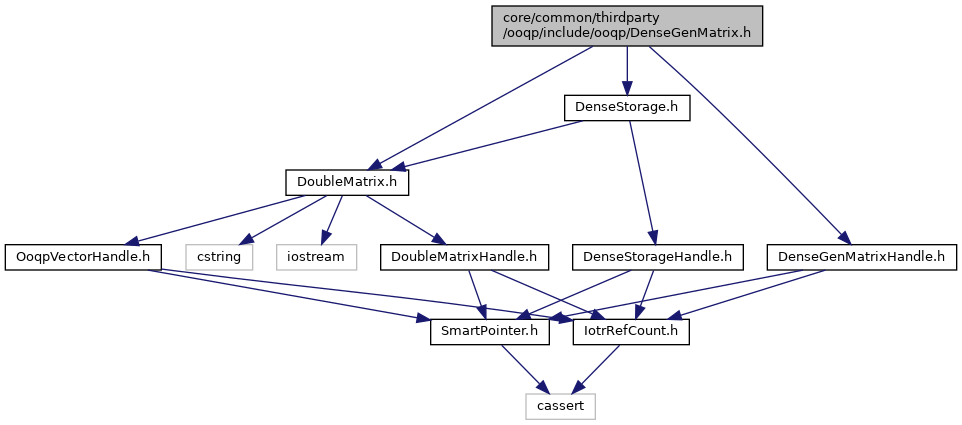 core/common/thirdparty
/ooqp/include/ooqp/DenseGenMatrix.h
DenseStorage.h
DoubleMatrix.h
OoqpVectorHandle.h
cstring
iostream
DoubleMatrixHandle.h
DenseStorageHandle.h
DenseGenMatrixHandle.h
SmartPointer.h
IotrRefCount.h
cassert